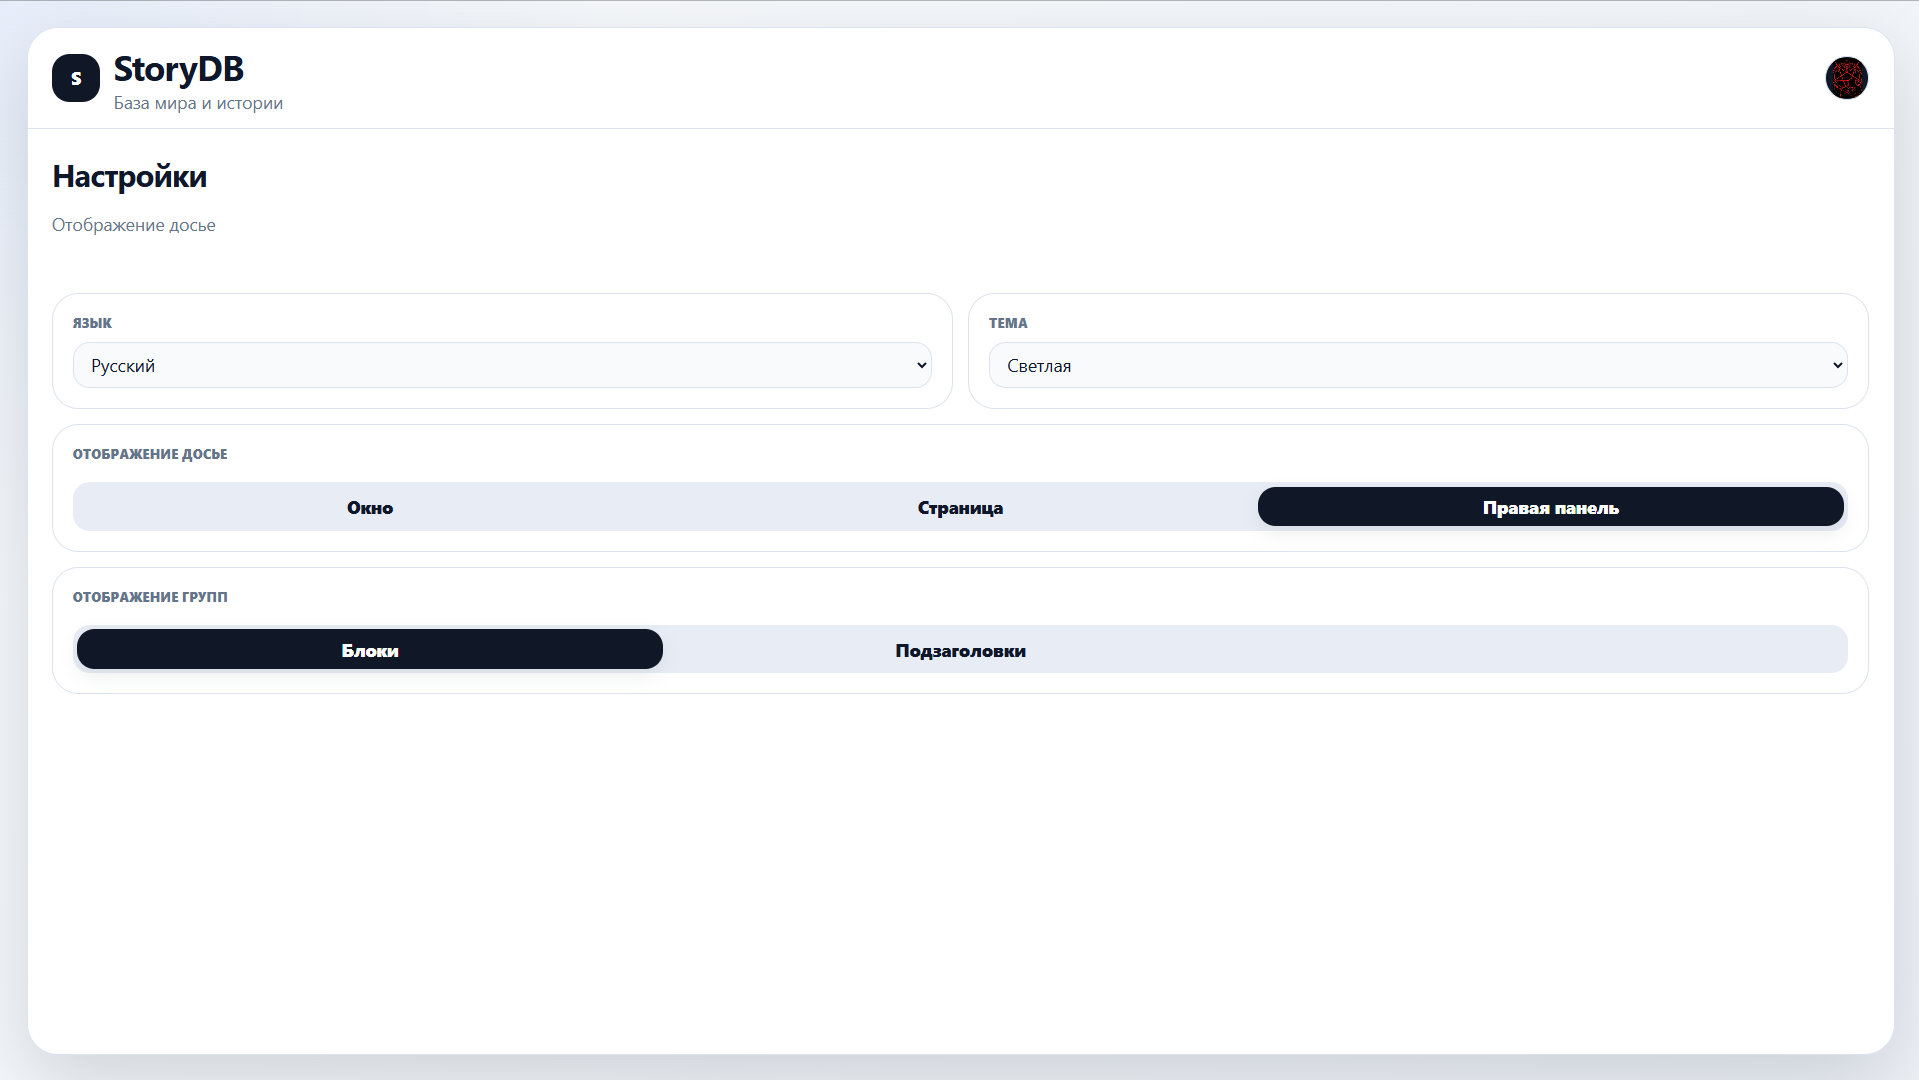 S
StoryDB
База мира и истории
Настройки
Отображение досье
ЯЗЫК
Русский
ТЕМА
Светлая
ОТОБРАЖЕНИЕ ДОСЬЕ
Окно
Страница
Правая панель
ОТОБРАЖЕНИЕ ГРУПП
Блоки
Подзаголовки